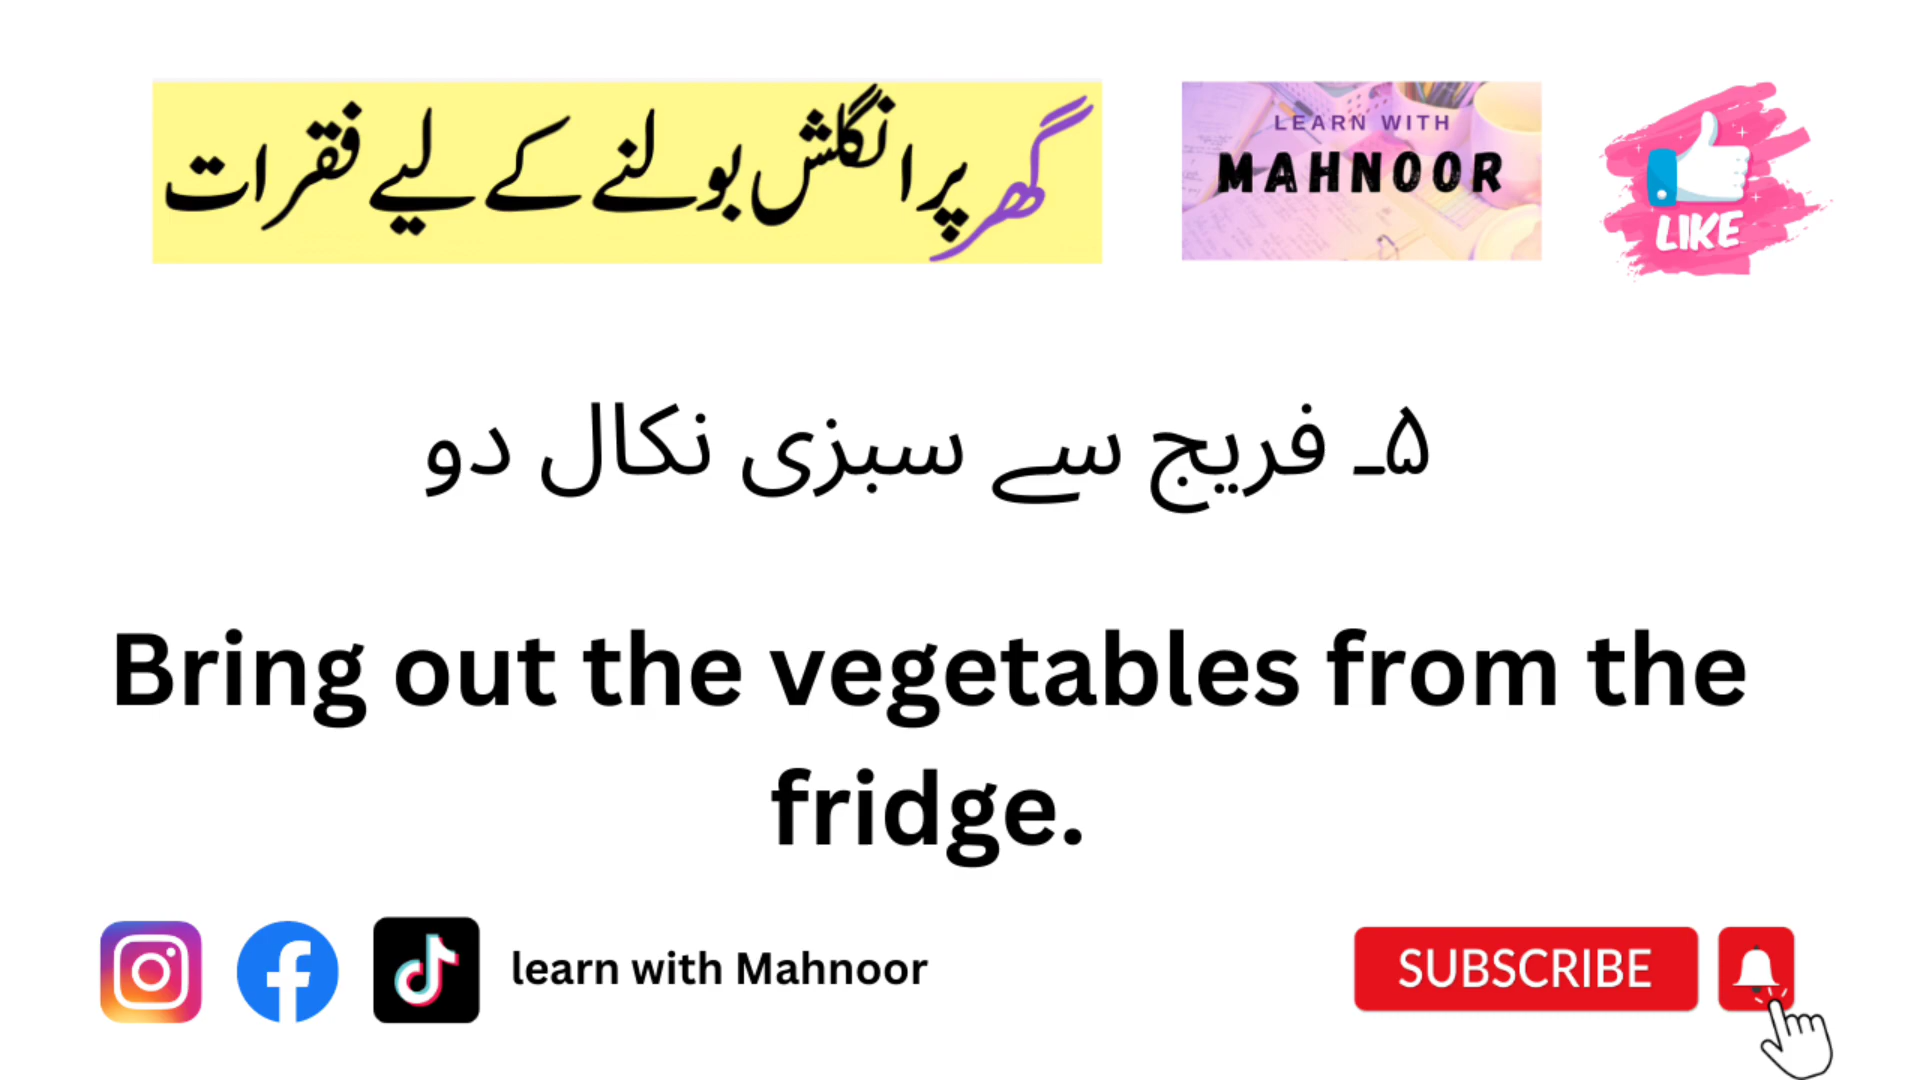 گھر پر انگلش بولنے کے لیے فقرات
LEARN WITH
MAHNOOR
LIKE
۵۔ فریج سے سبزی نکال دو
Bring out the vegetables from the
fridge.
learn with Mahnoor
SUBSCRIBE